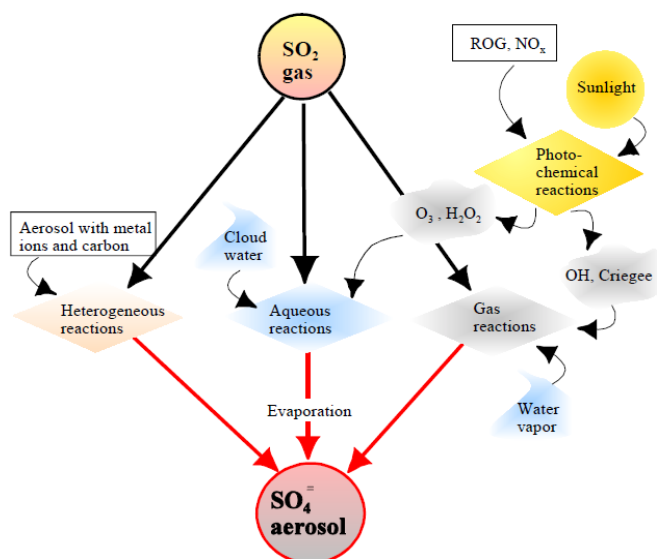 SO₂
gas
ROG, NOₓ
Sunlight
Photo-
chemical
reactions
O₃ , H₂O₂
Aerosol with metal
ions and carbon
Cloud
water
OH, Criegee
Heterogeneous
reactions
Aqueous
reactions
Gas
reactions
Evaporation
Water
vapor
SO₄⁼
aerosol